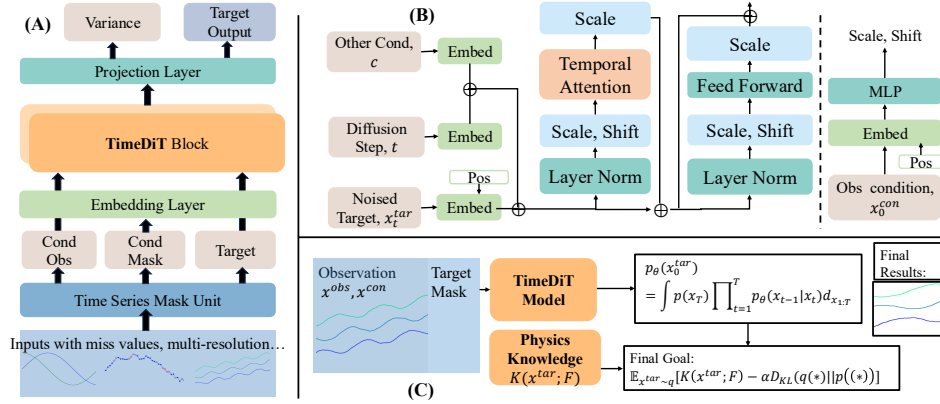 (A)
Variance
Target
Output
Projection Layer
TimeDiT Block
Embedding Layer
Cond
Obs
Cond
Mask
Target
Time Series Mask Unit
Inputs with miss values, multi-resolution…
(B)
Other Cond,
c
Embed
Diffusion
Step, t
Embed
Pos
Noised
Target, x_t^{tar}
Embed
Scale
Temporal
Attention
Scale, Shift
Layer Norm
Scale
Feed Forward
Scale, Shift
Layer Norm
Scale, Shift
MLP
Embed
Pos
Obs condition,
x_0^{con}
Observation
x^{obs}, x^{con}
Target
Mask
TimeDiT
Model
Physics
Knowledge
K(x^{tar}; F)
(C)
p_θ(x_0^{tar})
= ∫ p(x_T) ∏_{t=1}^{T} p_θ(x_{t-1}|x_t)d_{x_{1:T}}
Final
Results:
Final Goal:
𝔼_{x^{tar}~q}[K(x^{tar}; F) − αD_{KL}(q(∗)||p((∗)]